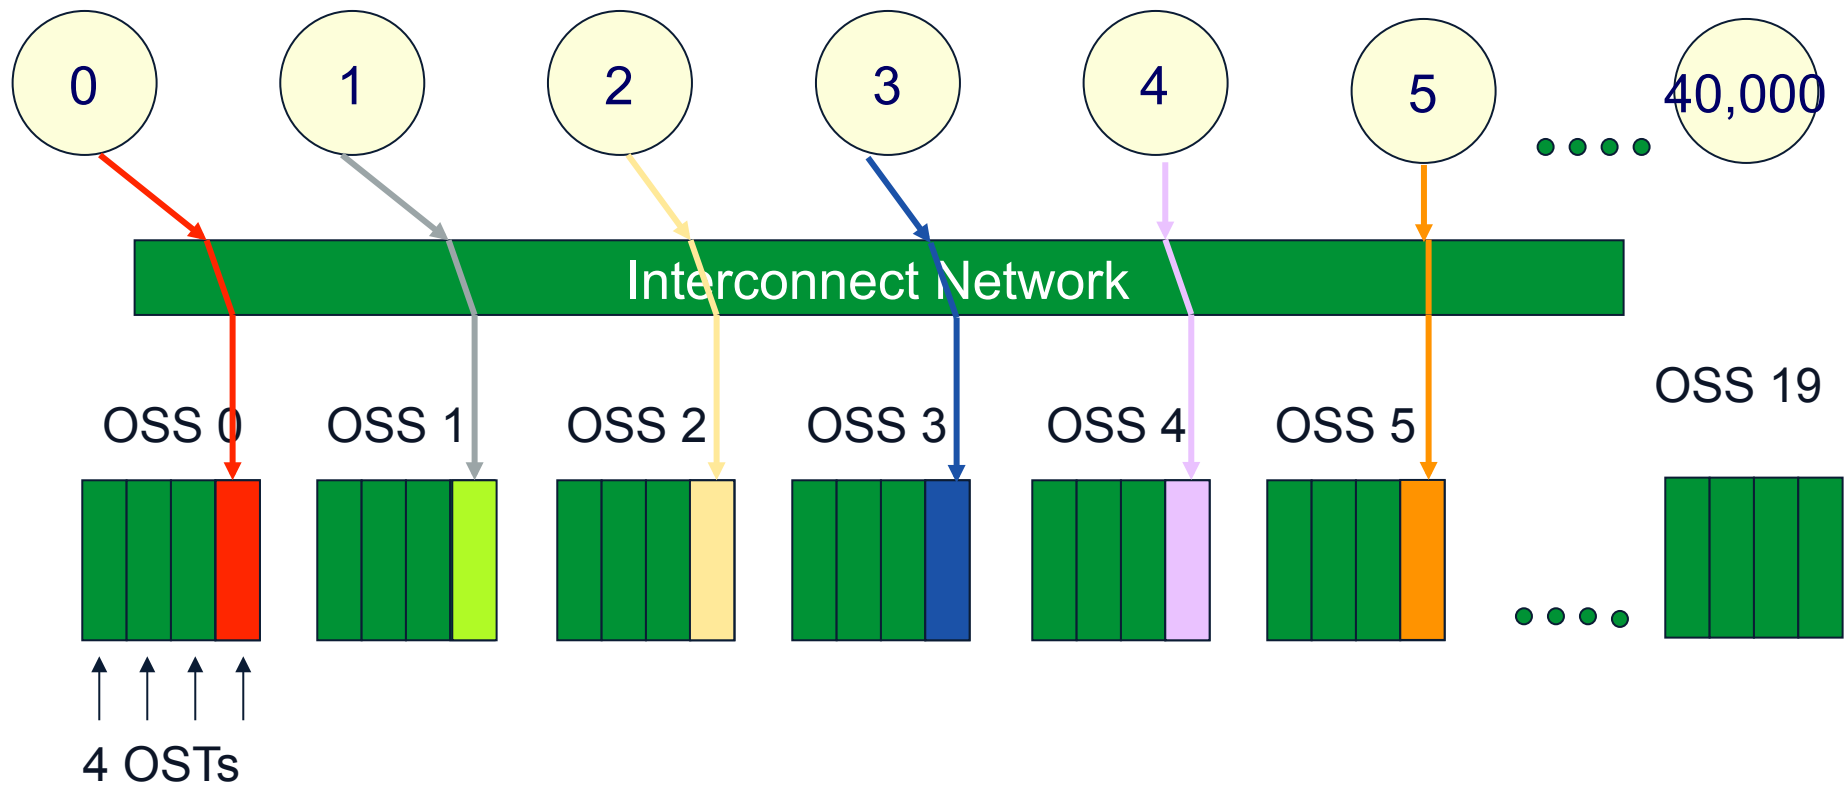 0
1
2
3
4
5
40,000
Interconnect Network
OSS 0
OSS 1
OSS 2
OSS 3
OSS 4
OSS 5
OSS 19
4 OSTs